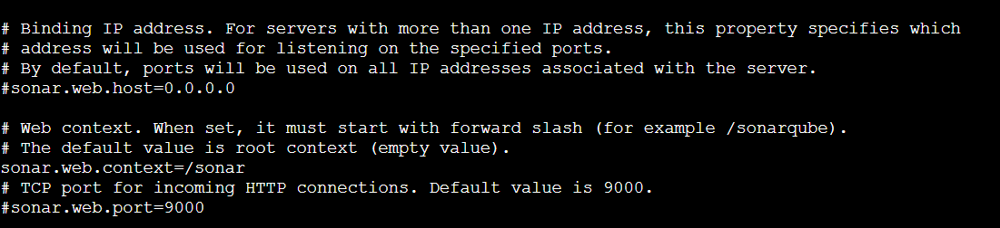 # Binding IP address. For servers with more than one IP address, this property specifies which
# address will be used for listening on the specified ports.
# By default, ports will be used on all IP addresses associated with the server.
#sonar.web.host=0.0.0.0
# Web context. When set, it must start with forward slash (for example /sonarqube).
# The default value is root context (empty value).
sonar.web.context=/sonar
# TCP port for incoming HTTP connections. Default value is 9000.
#sonar.web.port=9000